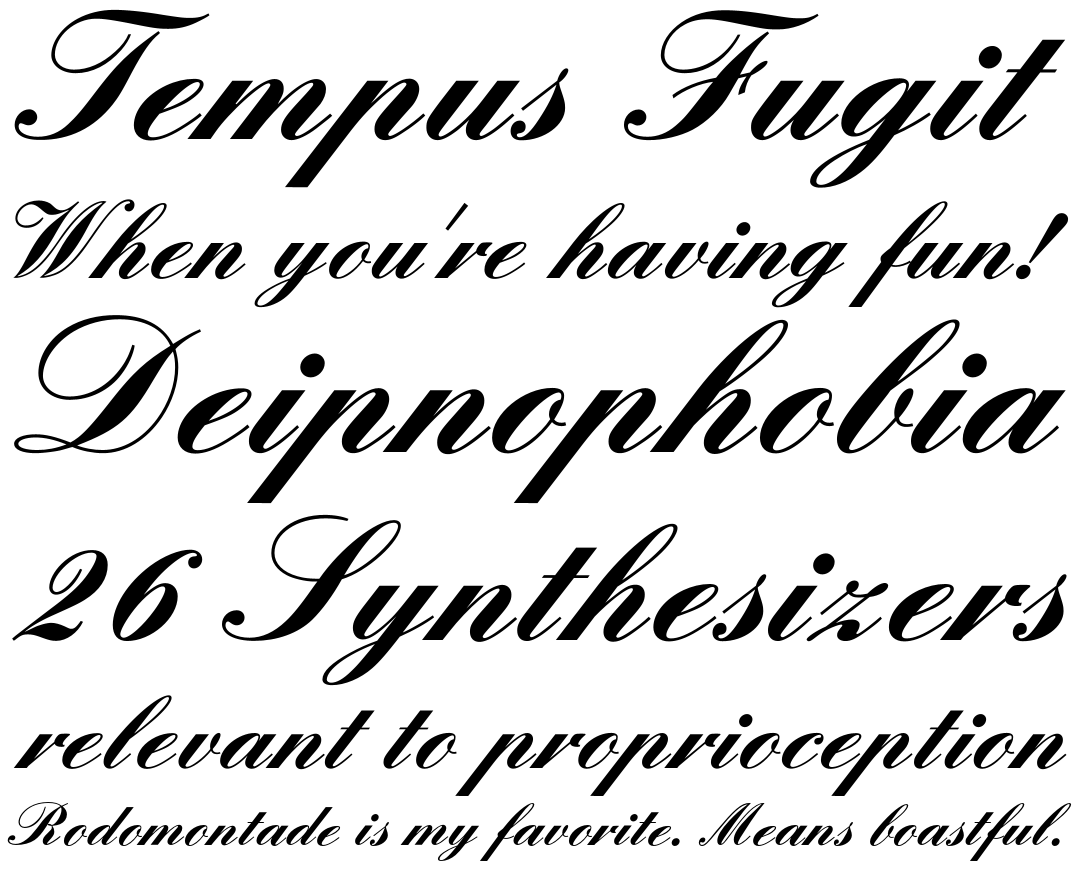 Tempus Fugit
When you're having fun!
Deipnophobia
26 Synthesizers
relevant to proprioception
Rodomontade is my favorite. Means boastful.